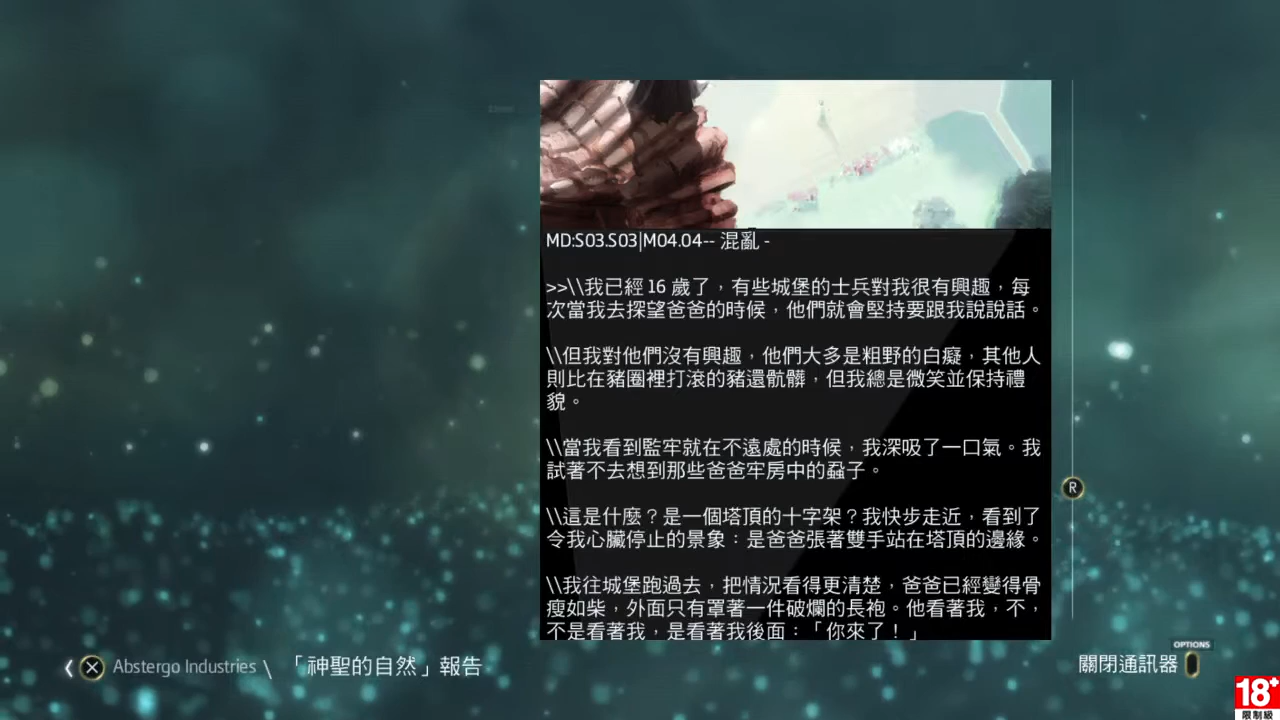 MD:S03.S03|M04.04-- 混亂 -
>>\\我已經 16 歲了，有些城堡的士兵對我很有興趣，每
次當我去探望爸爸的時候，他們就會堅持要跟我說說話。
\\但我對他們沒有興趣，他們大多是粗野的白癡，其他人
則比在豬圈裡打滾的豬還骯髒，但我總是微笑並保持禮
貌。
\\當我看到監牢就在不遠處的時候，我深吸了一口氣。我
試著不去想到那些爸爸牢房中的蝨子。
\\這是什麼？是一個塔頂的十字架？我快步走近，看到了
令我心臟停止的景象：是爸爸張著雙手站在塔頂的邊緣。
\\我往城堡跑過去，把情況看得更清楚，爸爸已經變得骨
瘦如柴，外面只有罩著一件破爛的長袍。他看著我，不，
不是看著我，是看著我後面：「你來了！」
R
OPTIONS
Abstergo Industries \ 「神聖的自然」報告
關閉通訊器
18+
限制級